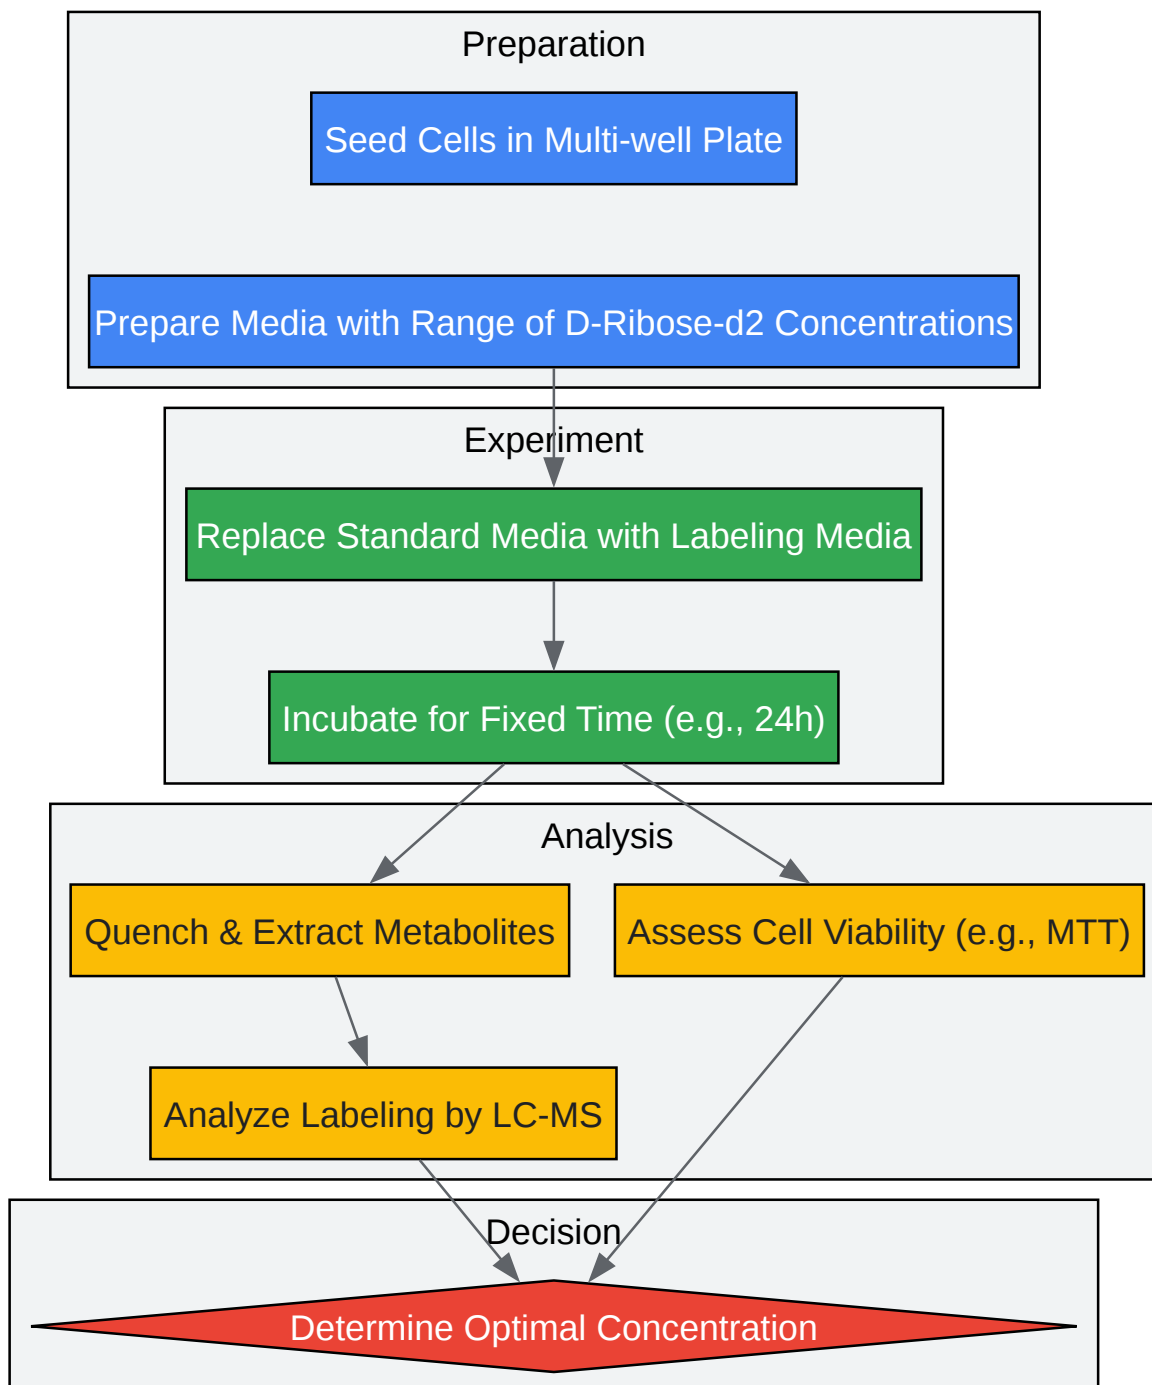 Preparation
Seed Cells in Multi-well Plate
Prepare Media with Range of D-Ribose-d2 Concentrations
Experiment
Replace Standard Media with Labeling Media
Incubate for Fixed Time (e.g., 24h)
Analysis
Quench & Extract Metabolites
Assess Cell Viability (e.g., MTT)
Analyze Labeling by LC-MS
Decision
Determine Optimal Concentration